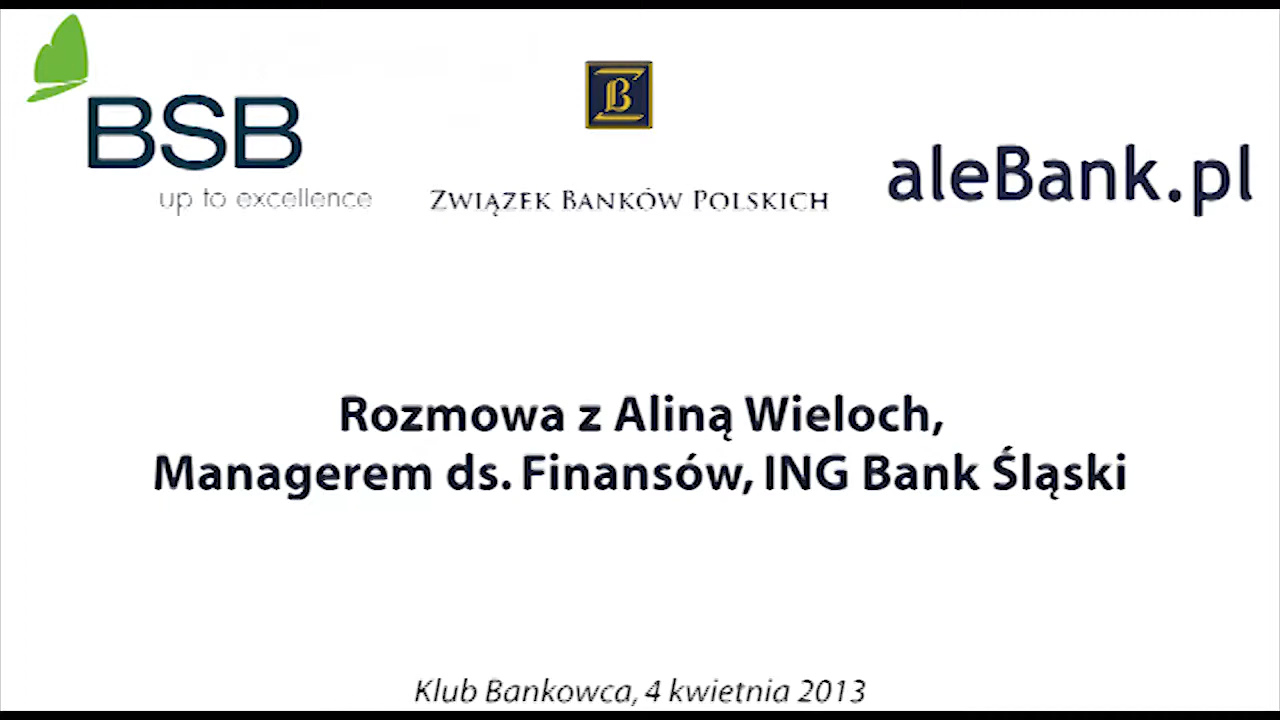 BSB
up to excellence
B
ZWIĄZEK BANKÓW POLSKICH
aleBank.pl
Rozmowa z Aliną Wieloch,
Managerem ds. Finansów, ING Bank Śląski
Klub Bankowca, 4 kwietnia 2013